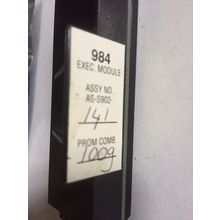 984
EXEC. MODULE
ASSY NO.
AS-S902-
141
PROM COMB.
1009